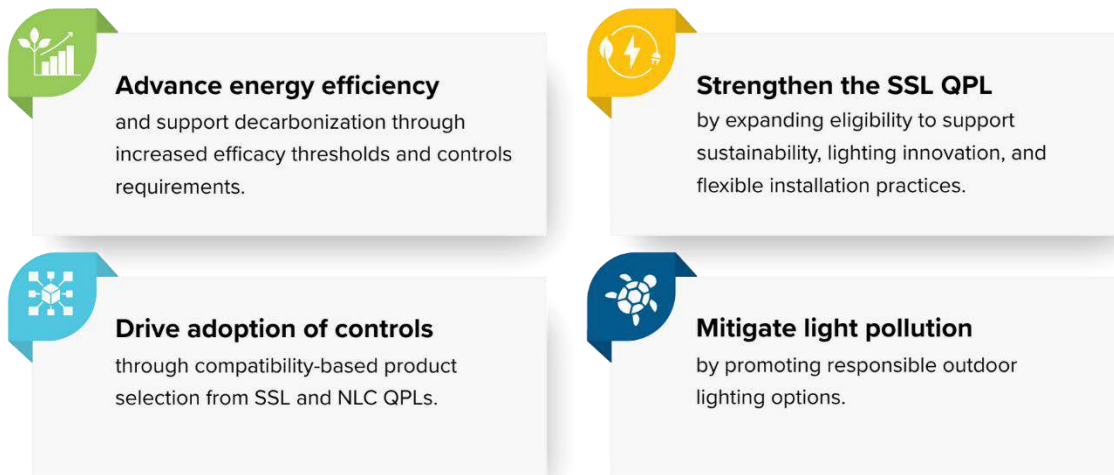 Advance energy efficiency
and support decarbonization through
increased efficacy thresholds and controls
requirements.
Strengthen the SSL QPL
by expanding eligibility to support
sustainability, lighting innovation, and
flexible installation practices.
Drive adoption of controls
through compatibility-based product
selection from SSL and NLC QPLs.
Mitigate light pollution
by promoting responsible outdoor
lighting options.